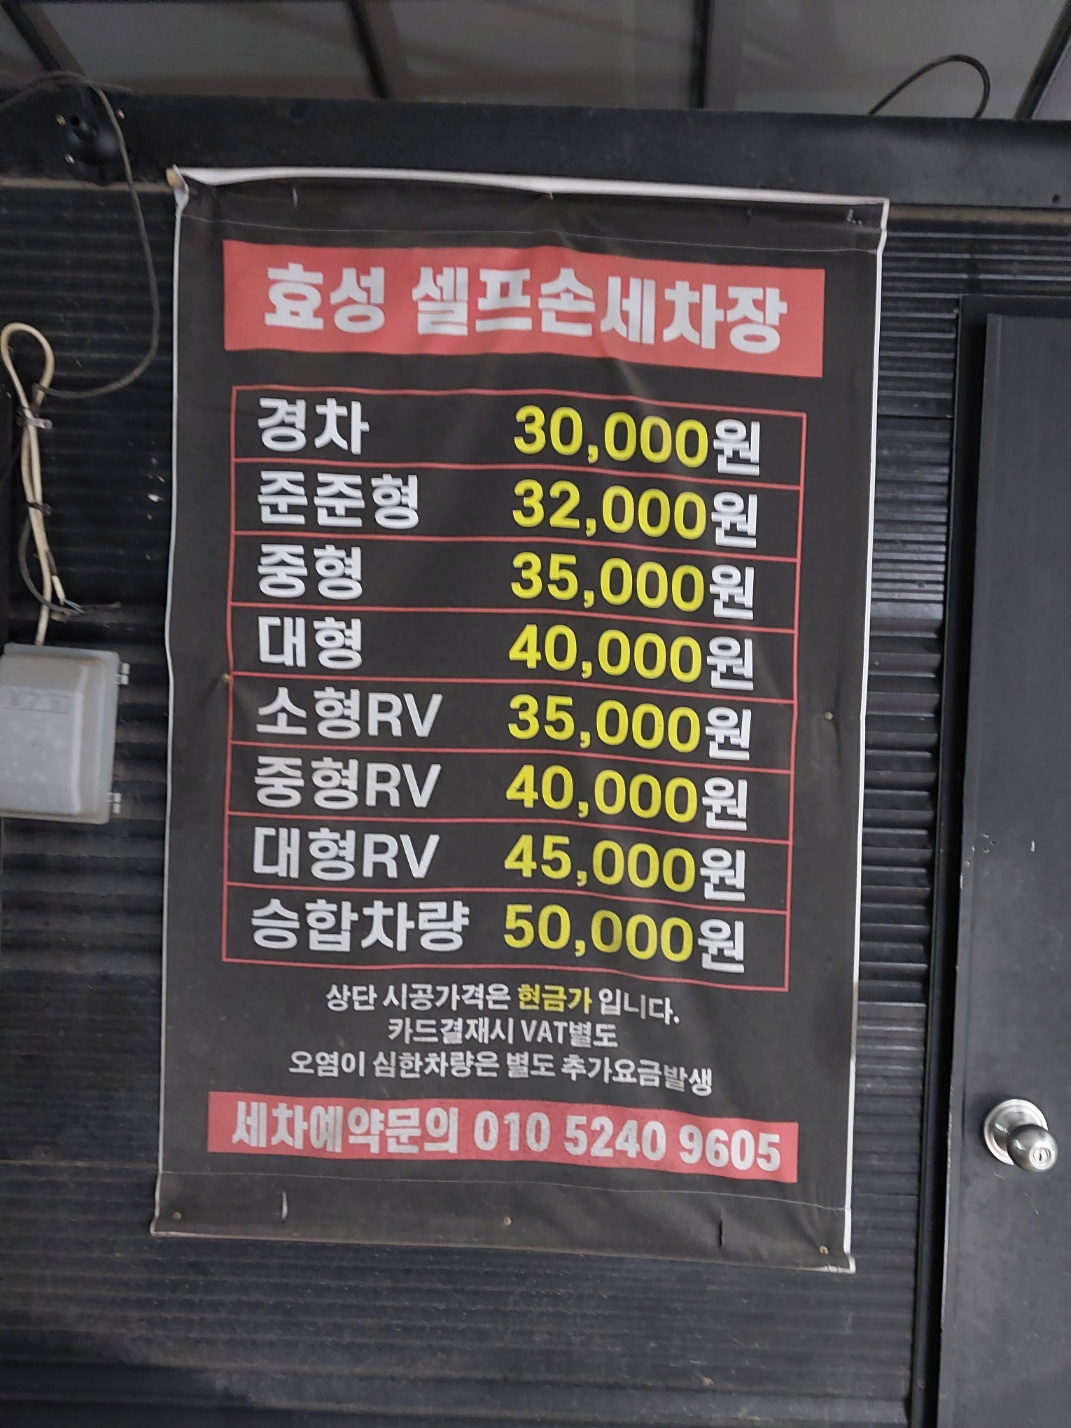 효성 셀프손세차장
경차 30,000원
준준형 32,000원
중형 35,000원
대형 40,000원
소형RV 35,000원
중형RV 40,000원
대형RV 45,000원
승합차량 50,000원
상단 시공가격은 현금가 입니다.
카드결재시 VAT별도
오염이 심한차량은 별도 추가요금발생
세차예약문의 010 5240 9605